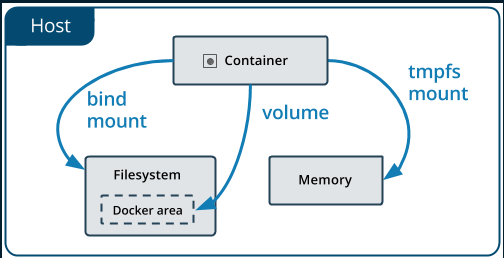 Host
Container
bind
mount
volume
tmpfs
mount
Filesystem
Docker area
Memory